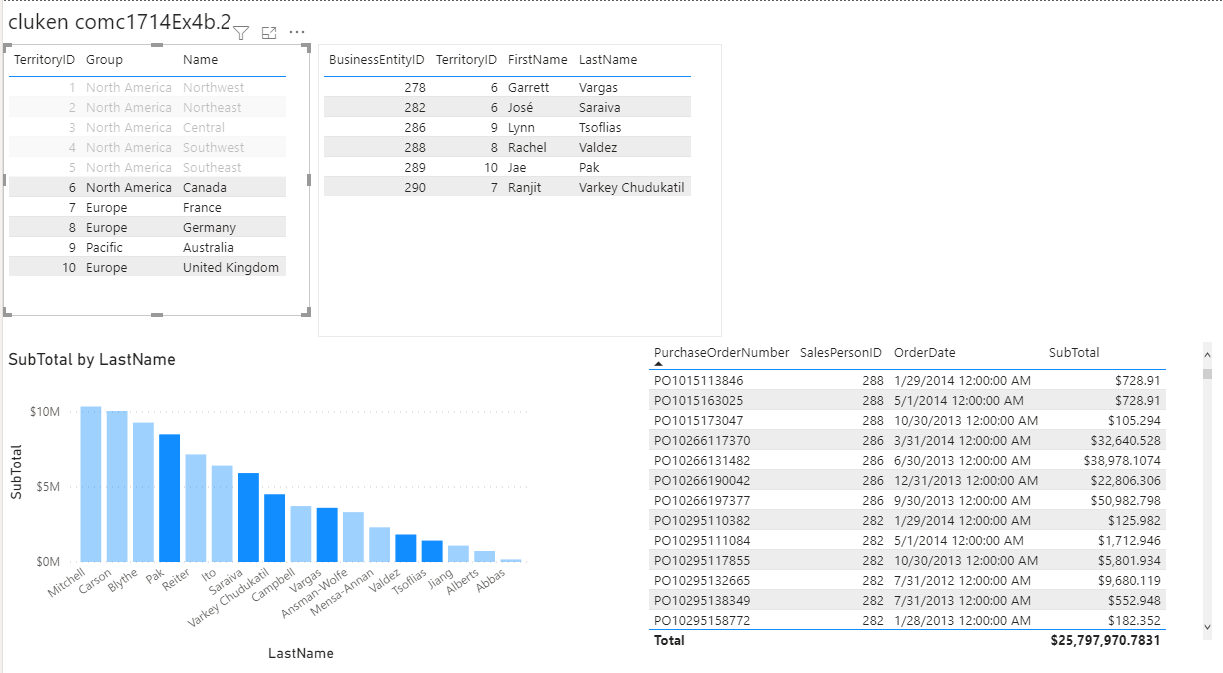 cluken comc1714Ex4b.2
TerritoryID Group Name
1 North America Northwest
2 North America Northeast
3 North America Central
4 North America Southwest
5 North America Southeast
6 North America Canada
7 Europe France
8 Europe Germany
9 Pacific Australia
10 Europe United Kingdom
BusinessEntityID TerritoryID FirstName LastName
278 6 Garrett Vargas
282 6 José Saraiva
286 9 Lynn Tsoflias
288 8 Rachel Valdez
289 10 Jae Pak
290 7 Ranjit Varkey Chudukatil
SubTotal by LastName
SubTotal
$10M
$5M
$0M
Mitchell
Carson
Blythe
Pak
Reiter
Ito
Saraiva
Varkey Chudukatil
Campbell
Vargas
Ansman-Wolfe
Mensa-Annan
Valdez
Tsoflias
Jiang
Alberts
Abbas
LastName
PurchaseOrderNumber SalesPersonID OrderDate SubTotal
PO1015113846 288 1/29/2014 12:00:00 AM $728.91
PO1015163025 288 5/1/2014 12:00:00 AM $728.91
PO1015173047 288 10/30/2013 12:00:00 AM $105.294
PO10266117370 286 3/31/2014 12:00:00 AM $32,640.528
PO10266131482 286 6/30/2013 12:00:00 AM $38,978.1074
PO10266190042 286 12/31/2013 12:00:00 AM $22,806.306
PO10266197377 286 9/30/2013 12:00:00 AM $50,982.798
PO10295110382 282 1/29/2014 12:00:00 AM $125.982
PO10295111084 282 5/1/2014 12:00:00 AM $1,712.946
PO10295117855 282 10/30/2013 12:00:00 AM $5,801.934
PO10295132665 282 7/31/2012 12:00:00 AM $9,680.119
PO10295138349 282 7/31/2013 12:00:00 AM $552.948
PO10295158772 282 1/28/2013 12:00:00 AM $182.352
Total $25,797,970.7831